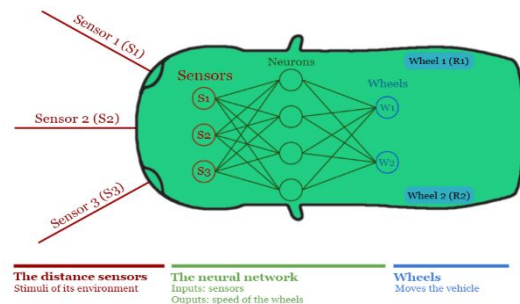 Sensor 1 (S1)
Sensor 2 (S2)
Sensor 3 (S3)
Sensors
S1
S2
S3
Neurons
Wheels
W1
W2
Wheel 1 (R1)
Wheel 2 (R2)
The distance sensors
Stimuli of its environment
The neural network
Inputs: sensors
Ouputs: speed of the wheels
Wheels
Moves the vehicle